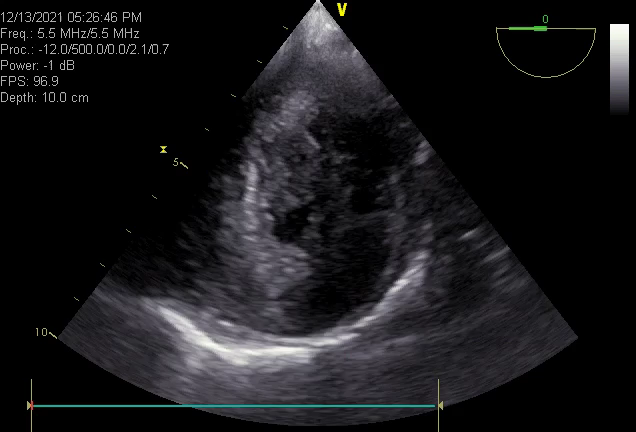 12/13/2021 05:26:46 PM
Freq.: 5.5 MHz/5.5 MHz
Proc.: -12.0/500.0/0.0/2.1/0.7
Power: -1 dB
FPS: 96.9
Depth: 10.0 cm
V
0
5
10